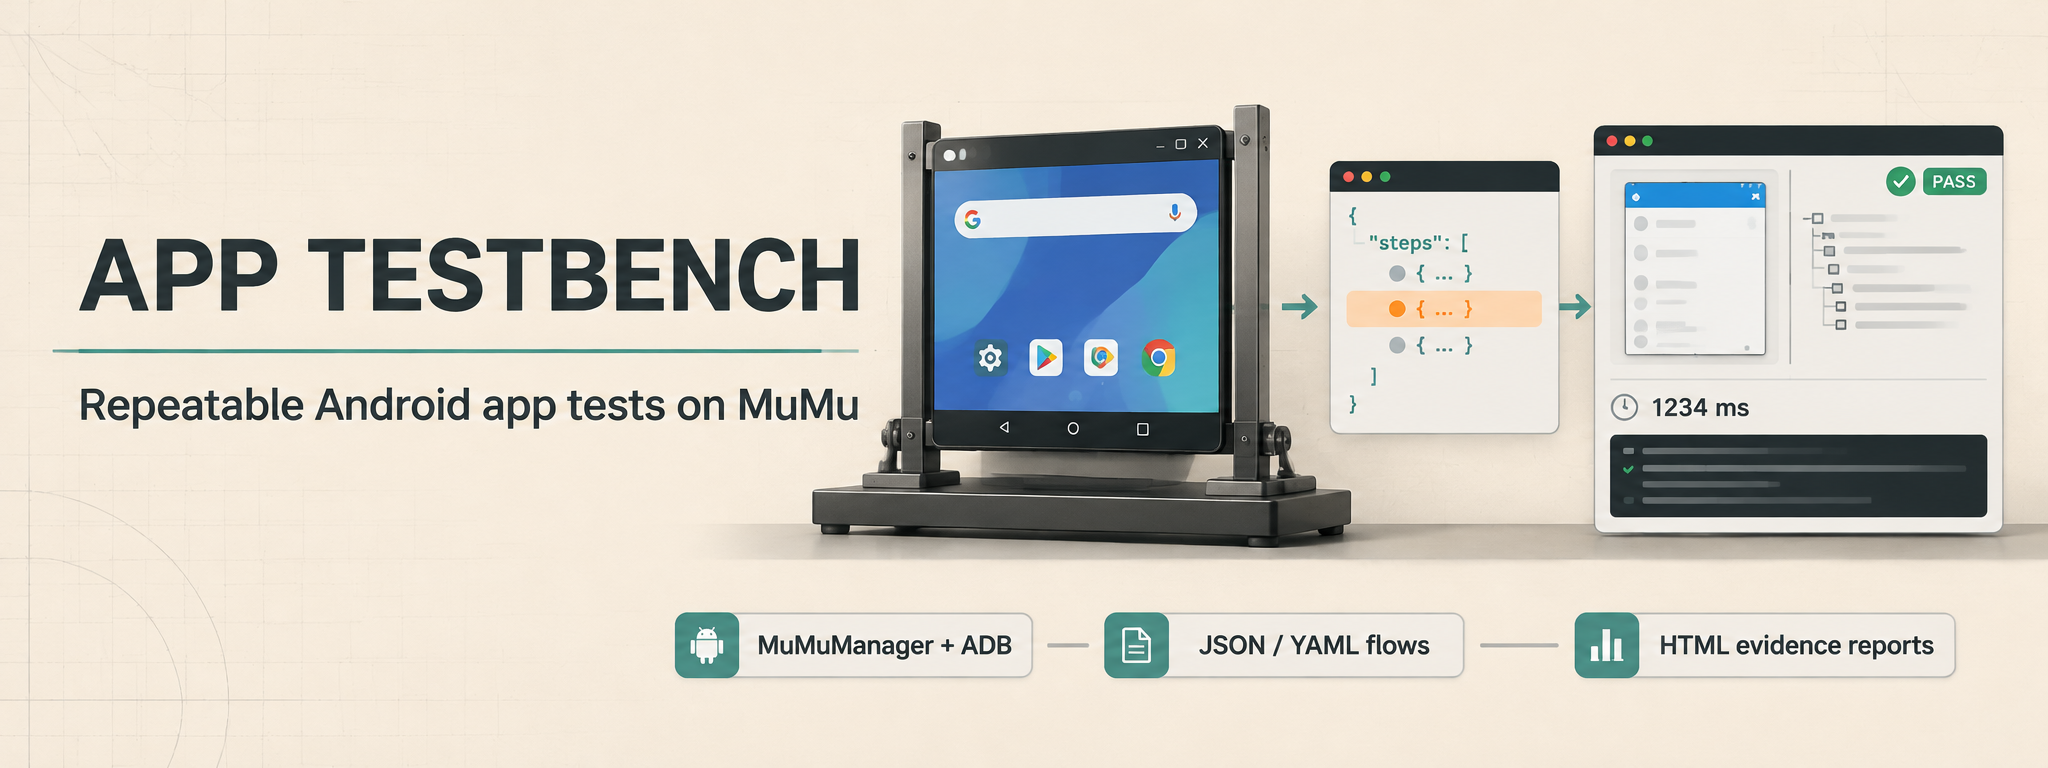 APP TESTBENCH
Repeatable Android app tests on MuMu
{
"steps": [
{ ... }
{ ... }
{ ... }
]
}
PASS
1234 ms
MuMuManager + ADB
JSON / YAML flows
HTML evidence reports